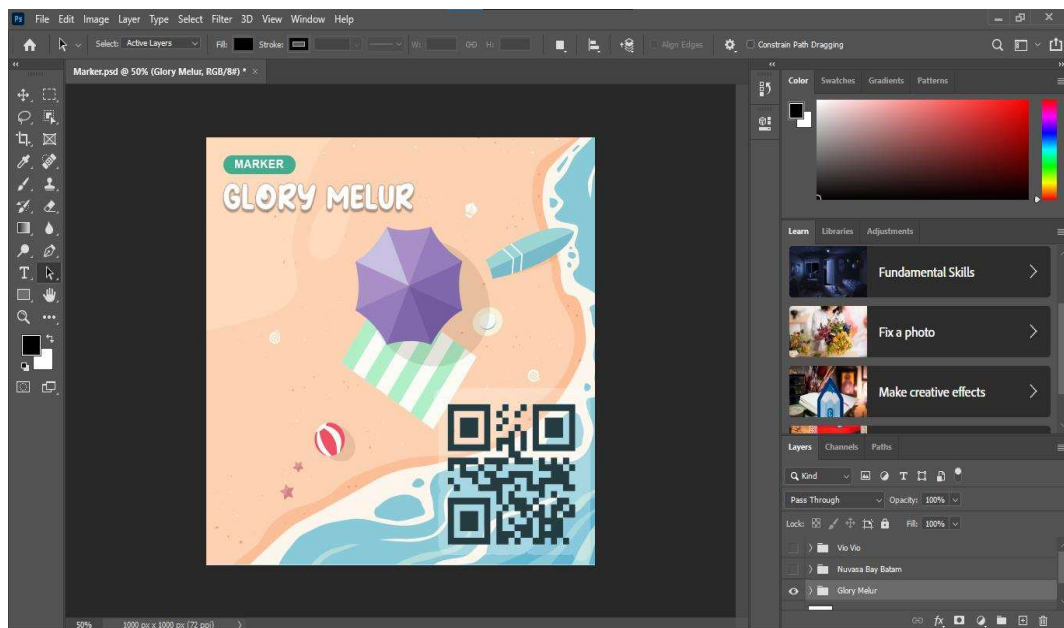 Ps File Edit Image Layer Type Select Filter 3D View Window Help
Select: Active Layers Fill: Stroke: W: H: Align Edges Constrain Path Dragging
Marker.psd @ 50% (Glory Melur, RGB/8#) * ×
MARKER
GLORY MELUR
50% 1000 px x 1000 px (72 ppi)
Color Swatches Gradients Patterns
Learn Libraries Adjustments
Fundamental Skills
Fix a photo
Make creative effects
Layers Channels Paths
Kind
Pass Through Opacity: 100%
Lock: Fill: 100%
Vio Vio
Nuvasa Bay Batam
Glory Melur